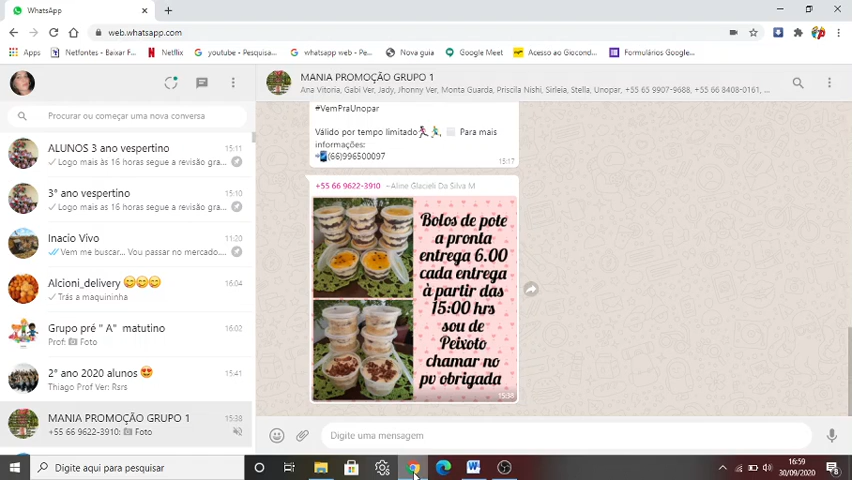 WhatsApp
web.whatsapp.com
Apps
Netfontes - Baixar F...
Netflix
youtube - Pesquisa...
whatsapp web - Pe...
Nova guia
Google Meet
Acesso ao Giocond...
Formulários Google...
MANIA PROMOÇÃO GRUPO 1
Ana Vitoria, Gabi Ver, Jady, Jhonny Ver, Monta Guarda, Priscila Nishi, Sirleia, Stella, Unopar, +55 65 9907-9688, +55 66 8408-0161, ...
Procurar ou começar uma nova conversa
ALUNOS 3 ano vespertino
15:11
Logo mais às 16 horas segue a revisão gra...
3° ano vespertino
15:10
Logo mais as 16 horas segue a revisão gra...
Inacio Vivo
11:20
Vem me buscar... Vou passar no mercado...
Alcioni_delivery 😋😋😋
16:04
Trás a maquininha
Grupo pré " A" matutino
16:02
Prof: Foto
2° ano 2020 alunos 😍
15:41
Thiago Prof Ver: Rsrs
MANIA PROMOÇÃO GRUPO 1
15:38
+55 66 9622-3910: Foto
#VemPraUnopar
Válido por tempo limitado Para mais
informações:
(66)996500097
15:17
+55 66 9622-3910 ~Aline Glacieli Da Silva M
Bolos de pote
a pronta
entrega 6.00
cada entrega
à partir das
15:00 hrs
sou de
Peixoto
chamar no
pv obrigada
15:38
Digite uma mensagem
Digite aqui para pesquisar
16:59
30/09/2020
8